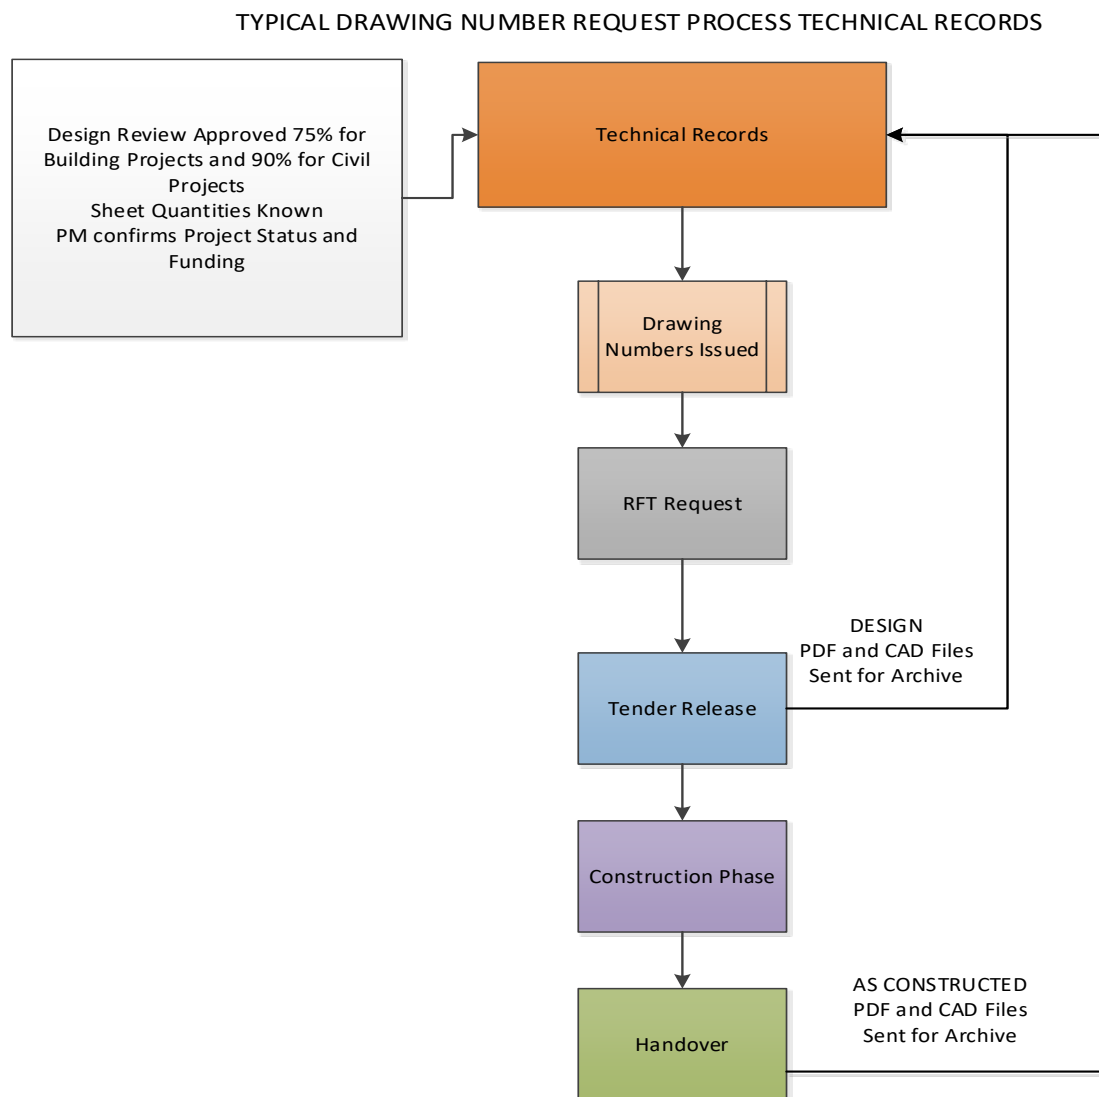 TYPICAL DRAWING NUMBER REQUEST PROCESS TECHNICAL RECORDS
Design Review Approved 75% for
Building Projects and 90% for Civil
Projects
Sheet Quantities Known
PM confirms Project Status and
Funding
Technical Records
Drawing
Numbers Issued
RFT Request
DESIGN
PDF and CAD Files
Sent for Archive
Tender Release
Construction Phase
AS CONSTRUCTED
PDF and CAD Files
Sent for Archive
Handover